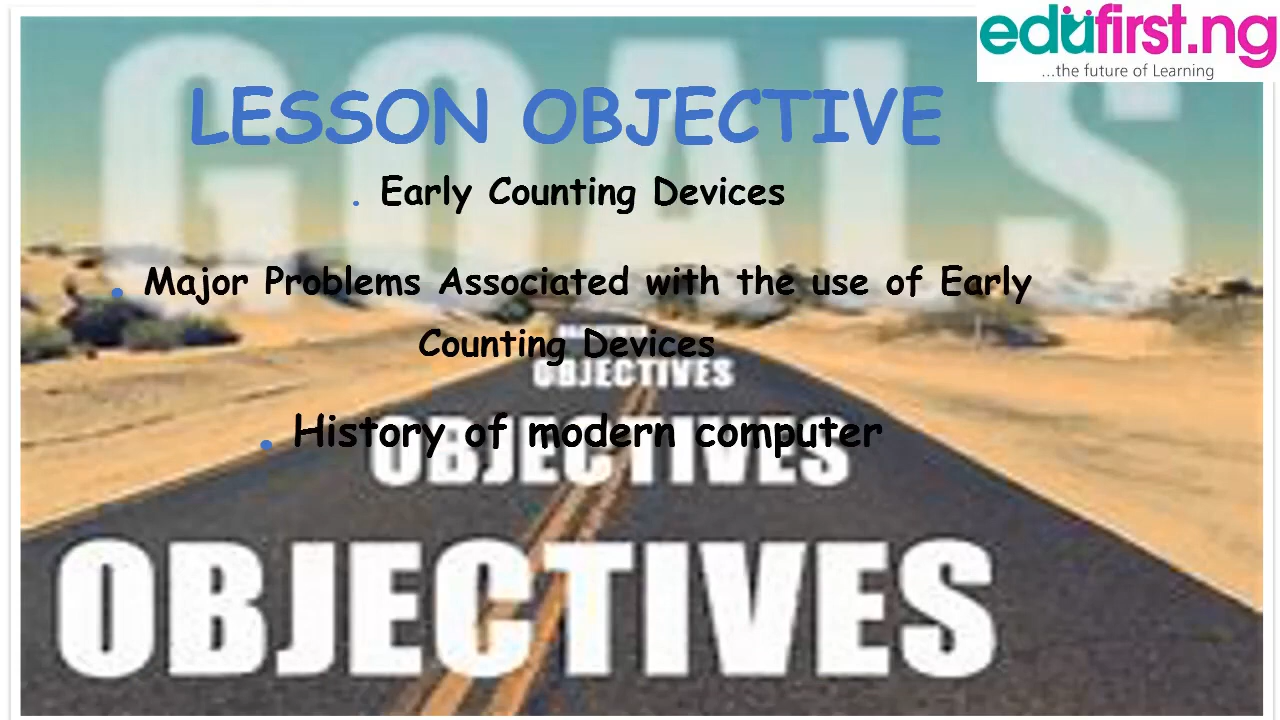 edufirst.ng
...the future of Learning
GOALS
LESSON OBJECTIVE
. Early Counting Devices
. Major Problems Associated with the use of Early
Counting Devices
OBJECTIVES
. History of modern computer
OBJECTIVES
OBJECTIVES